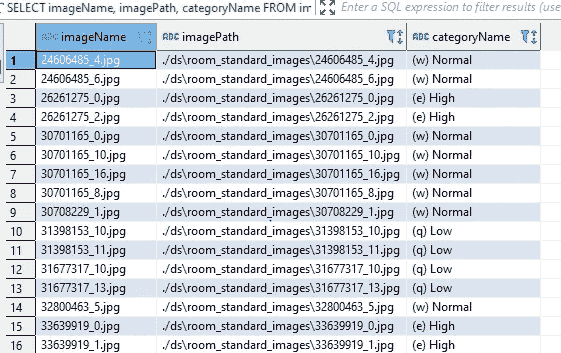 SELECT imageName, imagePath, categoryName FROM im Enter a SQL expression to filter results (use
ABC imageName ABC imagePath ABC categoryName
1 24606485_4.jpg ./ds\room_standard_images\24606485_4.jpg (w) Normal
2 24606485_6.jpg ./ds\room_standard_images\24606485_6.jpg (w) Normal
3 26261275_0.jpg ./ds\room_standard_images\26261275_0.jpg (e) High
4 26261275_2.jpg ./ds\room_standard_images\26261275_2.jpg (e) High
5 30701165_0.jpg ./ds\room_standard_images\30701165_0.jpg (w) Normal
6 30701165_10.jpg ./ds\room_standard_images\30701165_10.jpg (w) Normal
7 30701165_16.jpg ./ds\room_standard_images\30701165_16.jpg (w) Normal
8 30701165_8.jpg ./ds\room_standard_images\30701165_8.jpg (w) Normal
9 30708229_1.jpg ./ds\room_standard_images\30708229_1.jpg (w) Normal
10 31398153_10.jpg ./ds\room_standard_images\31398153_10.jpg (q) Low
11 31398153_11.jpg ./ds\room_standard_images\31398153_11.jpg (q) Low
12 31677317_10.jpg ./ds\room_standard_images\31677317_10.jpg (q) Low
13 31677317_13.jpg ./ds\room_standard_images\31677317_13.jpg (q) Low
14 32800463_5.jpg ./ds\room_standard_images\32800463_5.jpg (w) Normal
15 33639919_0.jpg ./ds\room_standard_images\33639919_0.jpg (e) High
16 33639919_1.jpg ./ds\room_standard_images\33639919_1.jpg (e) High